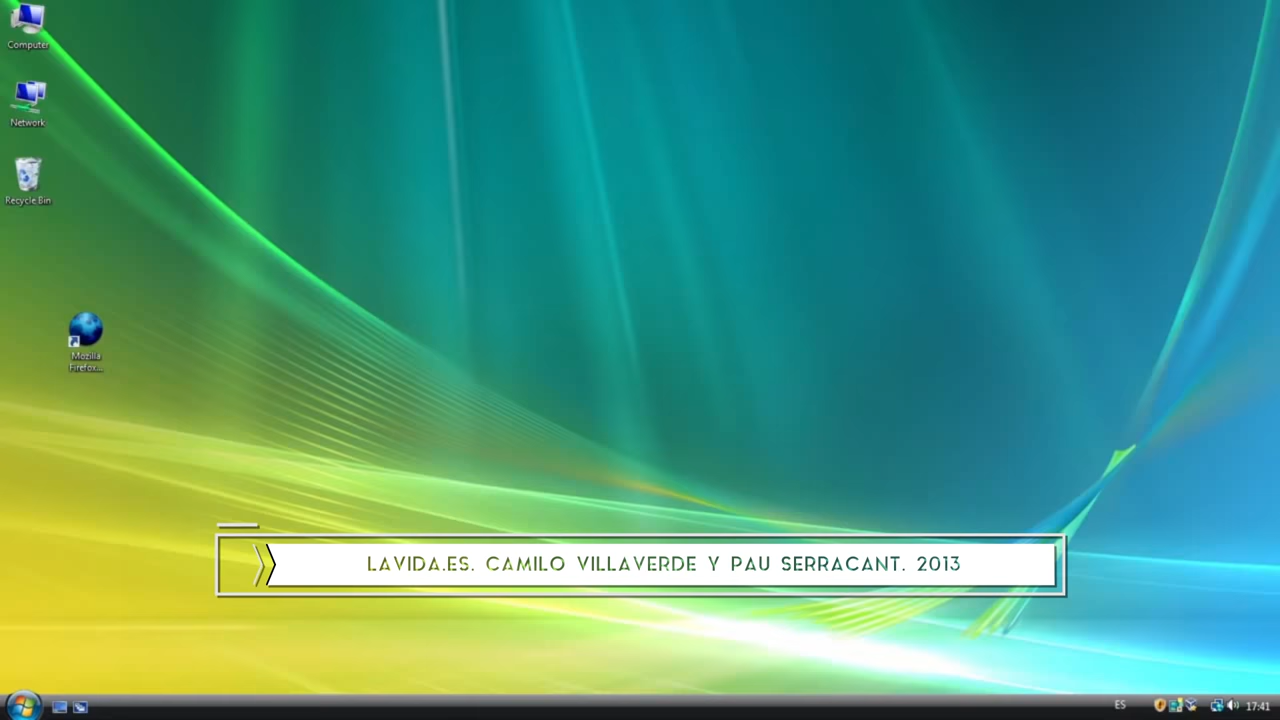 Computer
Network
Recycle Bin
Mozilla
Firefox...
LAVIDA.ES. CAMILO VILLAVERDE Y PAU SERRACANT. 2013
ES
17:41